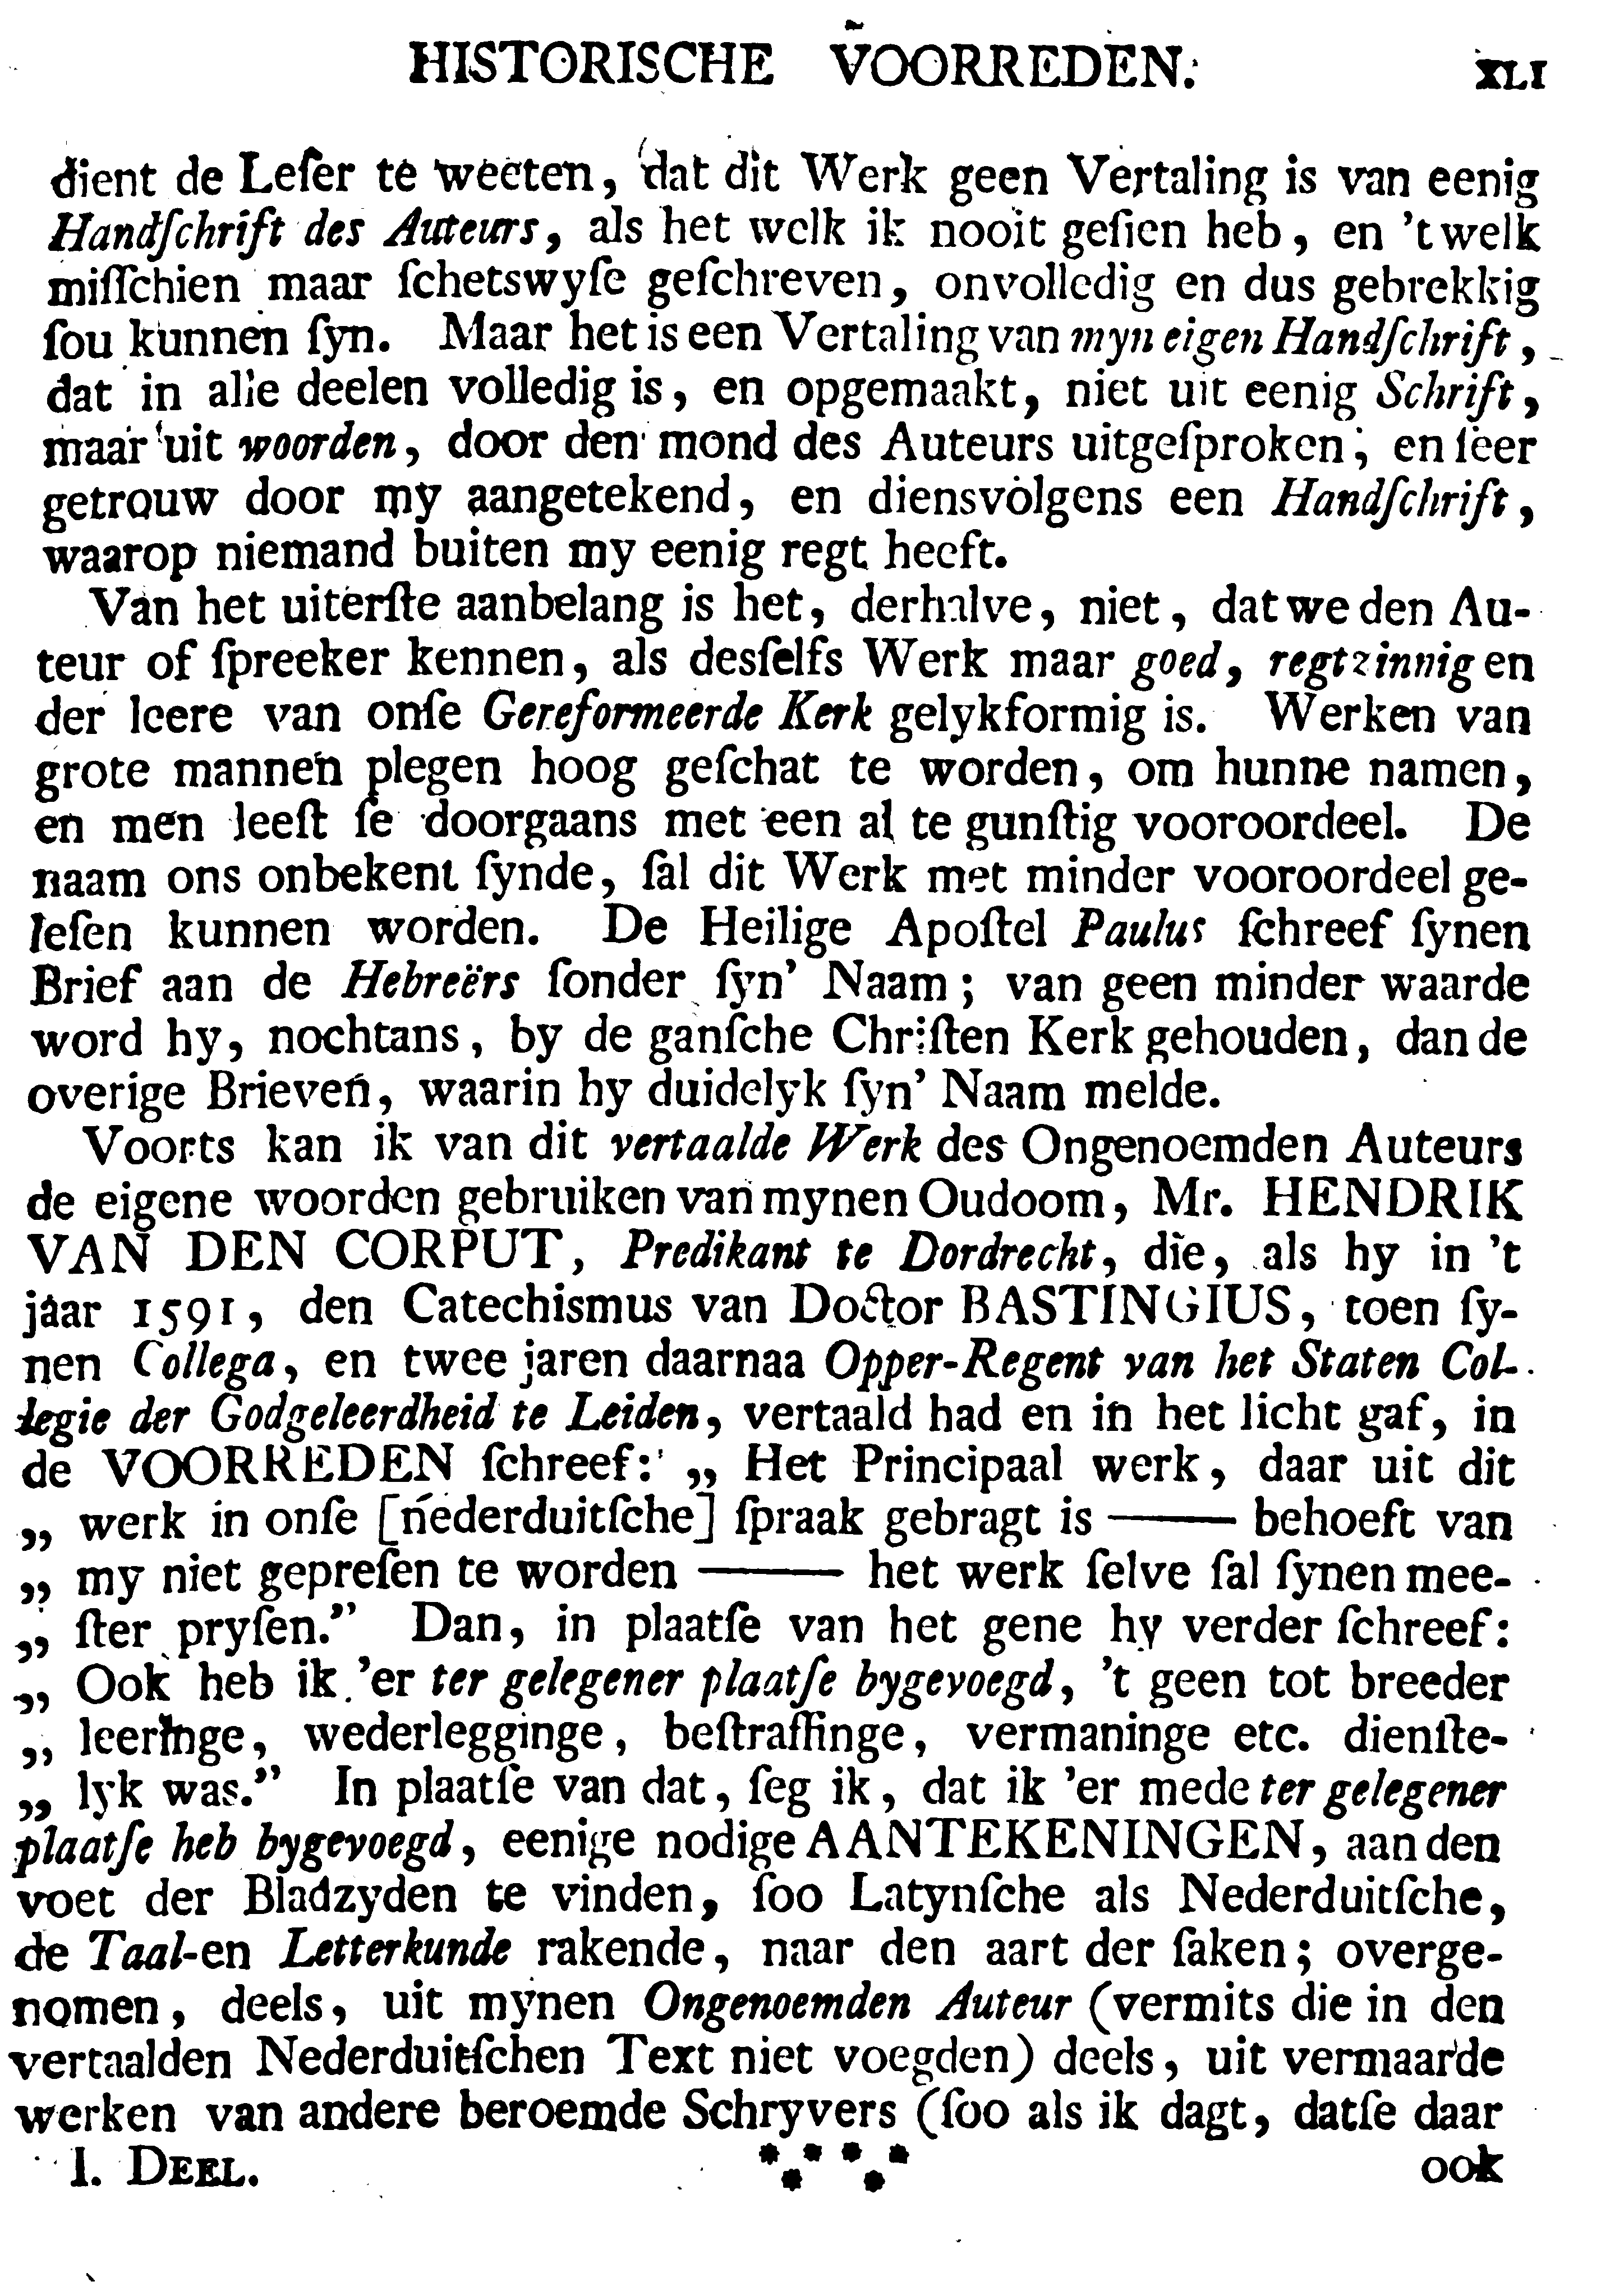 HISTORISCHE VOORREDEN. XLI
dient de Leſer te weeten, dat dit Werk geen Vertaling is van eenig
Handſchrift des Auteurs, als het welk ik nooit geſien heb, en 't welk
miſſchien maar ſchetswyſe geſchreven, onvolledig en dus gebrekkig
ſou kunnen ſyn. Maar het is een Vertaling van myn eigen Handſchrift,
dat in alle deelen volledig is, en opgemaakt, niet uit eenig Schrift,
maar uit woorden, door den mond des Auteurs uitgeſproken; en ſeer
getrouw door my aangetekend, en diensvolgens een Handſchrift,
waarop niemand buiten my eenig regt heeft.
Van het uiterſte aanbelang is het, derhalve, niet, dat we den Au-
teur of ſpreeker kennen, als desſelfs Werk maar goed, regtzinnig en
der leere van onſe Gereformeerde Kerk gelykformig is. Werken van
grote mannen plegen hoog geſchat te worden, om hunne namen,
en men leeſt ſe doorgaans met een al te gunſtig vooroordeel. De
naam ons onbekent ſynde, ſal dit Werk met minder vooroordeel ge-
leſen kunnen worden. De Heilige Apoſtel Paulus ſchreef ſynen
Brief aan de Hebreërs ſonder ſyn' Naam; van geen minder waarde
word hy, nochtans, by de ganſche Chriſten Kerk gehouden, dan de
overige Brieven, waarin hy duidelyk ſyn' Naam melde.
Voorts kan ik van dit vertaalde Werk des Ongenoemden Auteurs
de eigene woorden gebruiken van mynen Oudoom, Mr. HENDRIK
VAN DEN CORPUT, Predikant te Dordrecht, die, als hy in 't
jaar 1591, den Catechismus van Doctor BASTINGIUS, toen ſy-
nen Collega, en twee jaren daarnaa Opper-Regent van het Staten Col-
legie der Godgeleerdheid te Leiden, vertaald had en in het licht gaf, in
de VOORREDEN ſchreef: „ Het Principaal werk, daar uit dit
„ werk in onſe [nederduitſche] ſpraak gebragt is —— behoeft van
„ my niet gepreſen te worden —— het werk ſelve ſal ſynen mee-
„ ſter pryſen.” Dan, in plaatſe van het gene hy verder ſchreef:
„ Ook heb ik 'er ter gelegener plaatſe bygevoegd, 't geen tot breeder
„ leeringe, wederlegginge, beſtraffinge, vermaninge etc. dienſte-
„ lyk was.” In plaatſe van dat, ſeg ik, dat ik 'er mede ter gelegener
plaatſe heb bygevoegd, eenige nodige AANTEKENINGEN, aan den
voet der Bladzyden te vinden, ſoo Latynſche als Nederduitſche,
de Taal-en Letterkunde rakende, naar den aart der ſaken; overge-
nomen, deels, uit mynen Ongenoemden Auteur (vermits die in den
vertaalden Nederduitſchen Text niet voegden) deels, uit vermaarde
werken van andere beroemde Schryvers (ſoo als ik dagt, datſe daar
I. DEEL. ****** ook